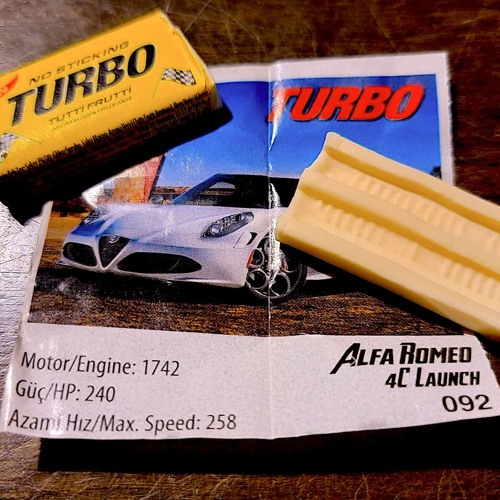 NO STICKING
TURBO
TUTTI FRUTTI
TURBO
Motor/Engine: 1742
Güç/HP: 240
Azami Hız/Max. Speed: 258
ALFA ROMEO
4C LAUNCH
092